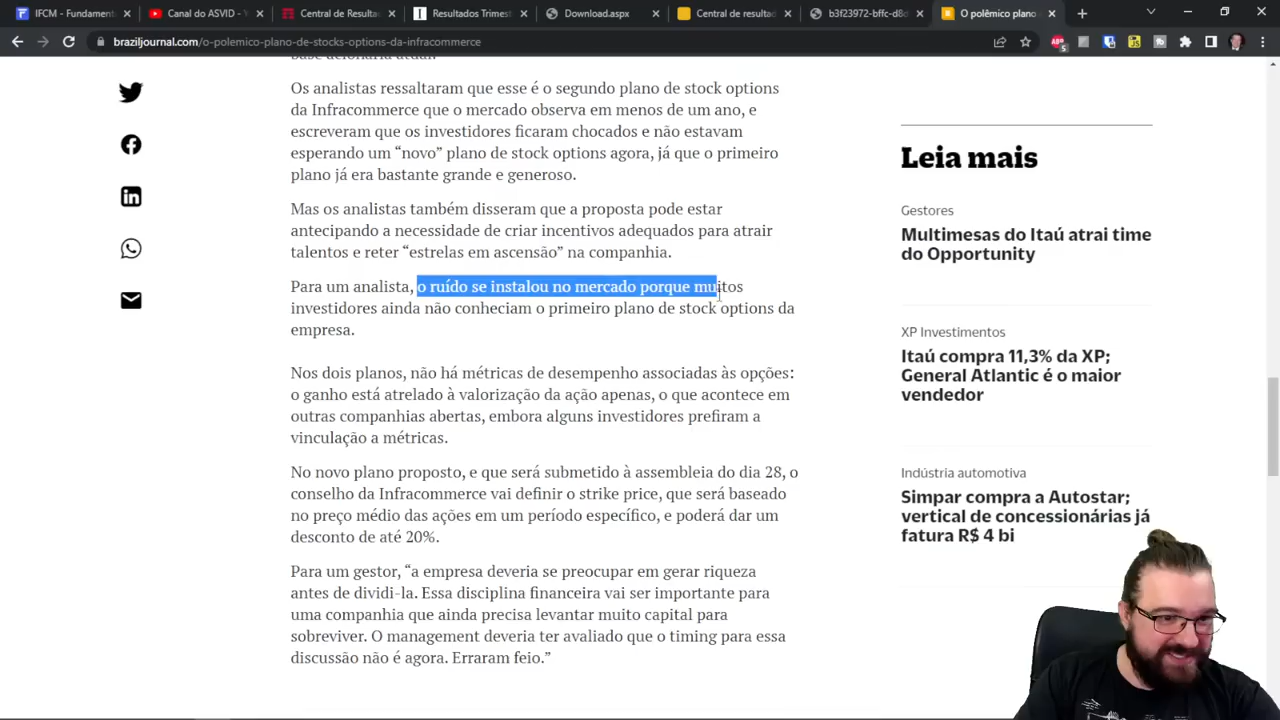 IFCM - Fundament
Canal do ASVID - V
Central de Resulta
Resultados Trimest
Download.aspx
Central de resultad
b3f23972-bffc-d8d
O polêmico plano
braziljournal.com/o-polemico-plano-de-stocks-options-da-infracommerce
Os analistas ressaltaram que esse é o segundo plano de stock options
da Infracommerce que o mercado observa em menos de um ano, e
escreveram que os investidores ficaram chocados e não estavam
esperando um “novo” plano de stock options agora, já que o primeiro
plano já era bastante grande e generoso.
Mas os analistas também disseram que a proposta pode estar
antecipando a necessidade de criar incentivos adequados para atrair
talentos e reter “estrelas em ascensão” na companhia.
Para um analista, o ruído se instalou no mercado porque muitos
investidores ainda não conheciam o primeiro plano de stock options da
empresa.
Nos dois planos, não há métricas de desempenho associadas às opções:
o ganho está atrelado à valorização da ação apenas, o que acontece em
outras companhias abertas, embora alguns investidores prefiram a
vinculação a métricas.
No novo plano proposto, e que será submetido à assembleia do dia 28, o
conselho da Infracommerce vai definir o strike price, que será baseado
no preço médio das ações em um período específico, e poderá dar um
desconto de até 20%.
Para um gestor, “a empresa deveria se preocupar em gerar riqueza
antes de dividi-la. Essa disciplina financeira vai ser importante para
uma companhia que ainda precisa levantar muito capital para
sobreviver. O management deveria ter avaliado que o timing para essa
discussão não é agora. Erraram feio.”
Leia mais
Gestores
Multimesas do Itaú atrai time
do Opportunity
XP Investimentos
Itaú compra 11,3% da XP;
General Atlantic é o maior
vendedor
Indústria automotiva
Simpar compra a Autostar;
vertical de concessionárias já
fatura R$ 4 bi